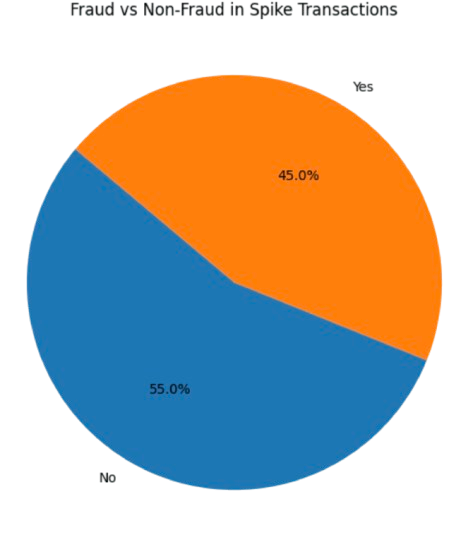 Fraud vs Non-Fraud in Spike Transactions
Yes
45.0%
55.0%
No